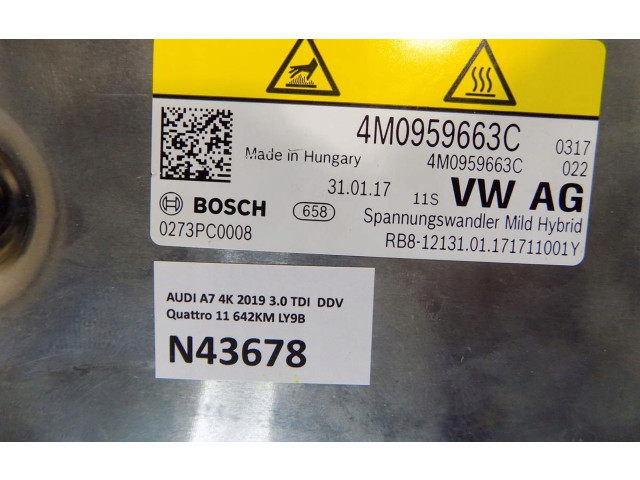 4M0959663C
0317
4M0959663C
022
Made in Hungary
31.01.17
11S
VW AG
BOSCH
658
Spannungswandler Mild Hybrid
0273PC0008
RB8-12131.01.171711001Y
AUDI A7 4K 2019 3.0 TDI DDV
Quattro 11 642KM LY9B
N43678